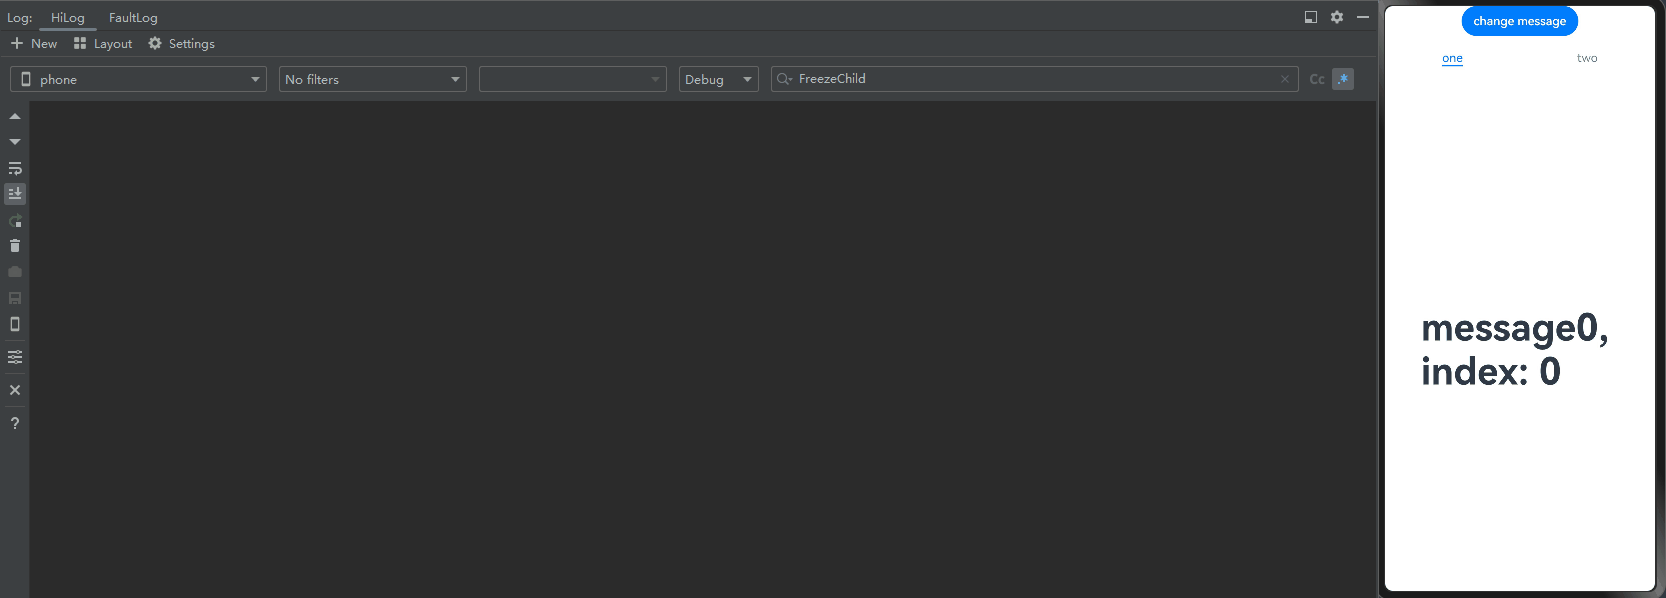 Log: HiLog FaultLog
New Layout Settings
phone No filters Debug FreezeChild Cc
?
change message
one two
message0,
index: 0